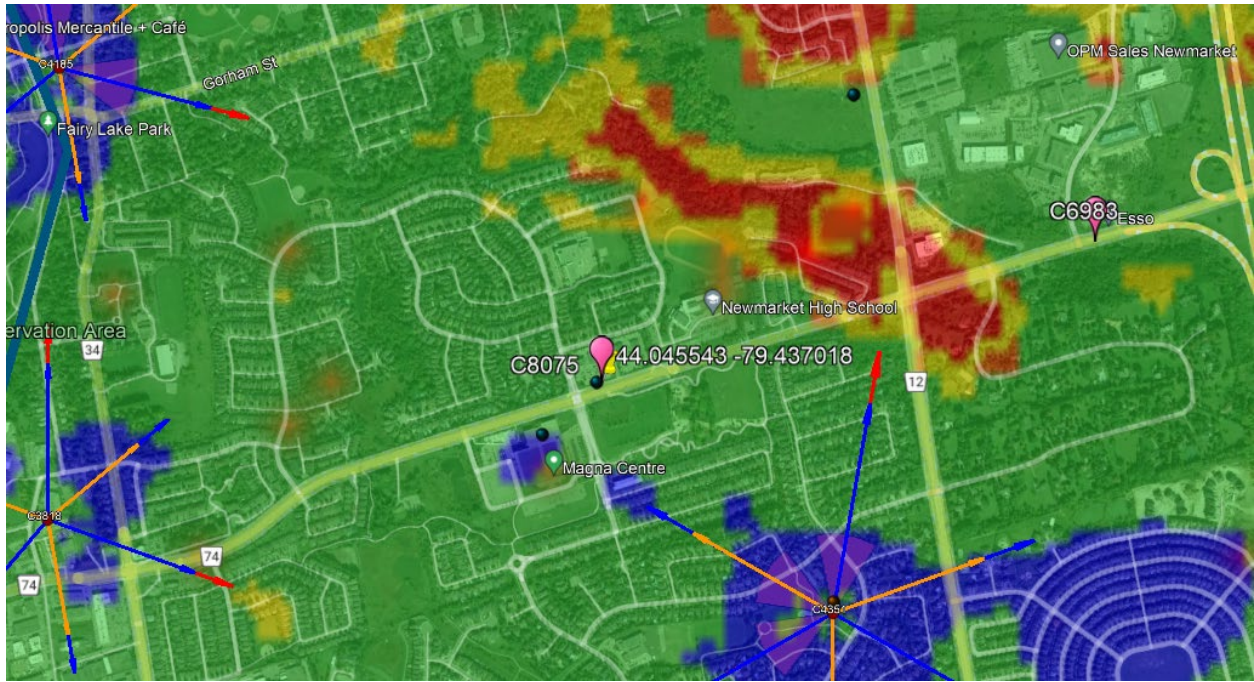 ropolis Mercantile + Café
C4185
Gorham St
OPM Sales Newmarket
Fairy Lake Park
C6983
Esso
Newmarket High School
ervation Area
34
C8075
44.045543 -79.437018
12
Magna Centre
C3818
74
74
C4354